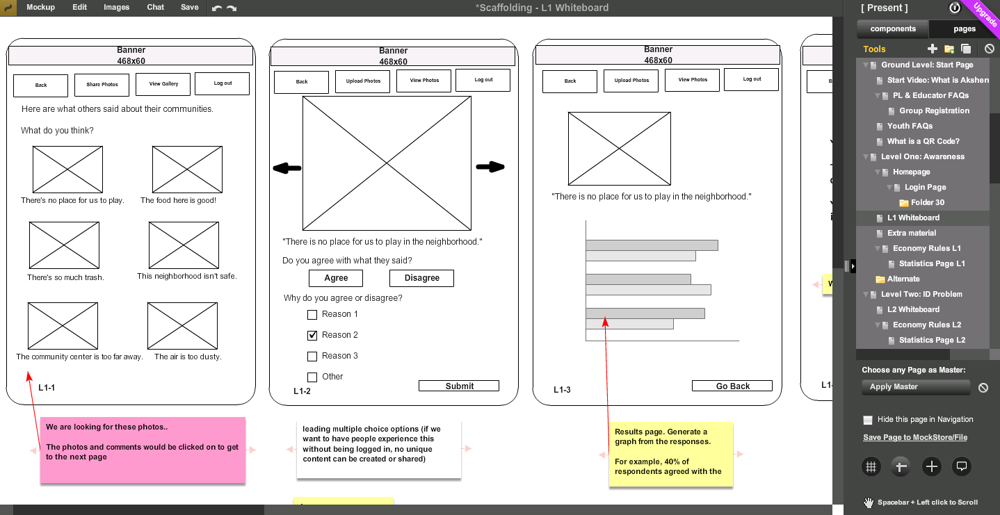 Mockup Edit Images Chat Save
*Scaffolding - L1 Whiteboard
[ Present ]
Upgrade
components pages
Tools
Ground Level: Start Page
Start Video: What is Akshen
PL & Educator FAQs
Group Registration
Youth FAQs
What is a QR Code?
Level One: Awareness
Homepage
Login Page
Folder 30
L1 Whiteboard
Extra material
Economy Rules L1
Statistics Page L1
Alternate
Level Two: ID Problem
L2 Whiteboard
Economy Rules L2
Statistics Page L2
Choose any Page as Master:
Apply Master
Hide this page in Navigation
Save Page to MockStore/File
Spacebar + Left click to Scroll
Banner
468x60
Back Share Photos View Gallery Log out
Here are what others said about their communities.
What do you think?
There's no place for us to play. The food here is good!
There's so much trash. This neighborhood isn't safe.
The community center is too far away. The air is too dusty.
L1-1
We are looking for these photos..
The photos and comments would be clicked on to get
to the next page
Banner
468x60
Back Upload Photos View Photos Log out
"There is no place for us to play in the neighborhood."
Do you agree with what they said?
Agree Disagree
Why do you agree or disagree?
Reason 1
Reason 2
Reason 3
Other
Submit
L1-2
leading multiple choice options (if we
want to have people experience this
without being logged in, no unique
content can be created or shared)
Banner
468x60
Back Upload Photos View Photos Log out
"There is no place for us to play in the neighborhood."
L1-3
Go Back
Results page. Generate a
graph from the responses.
For example, 40% of
respondents agreed with the
L1-